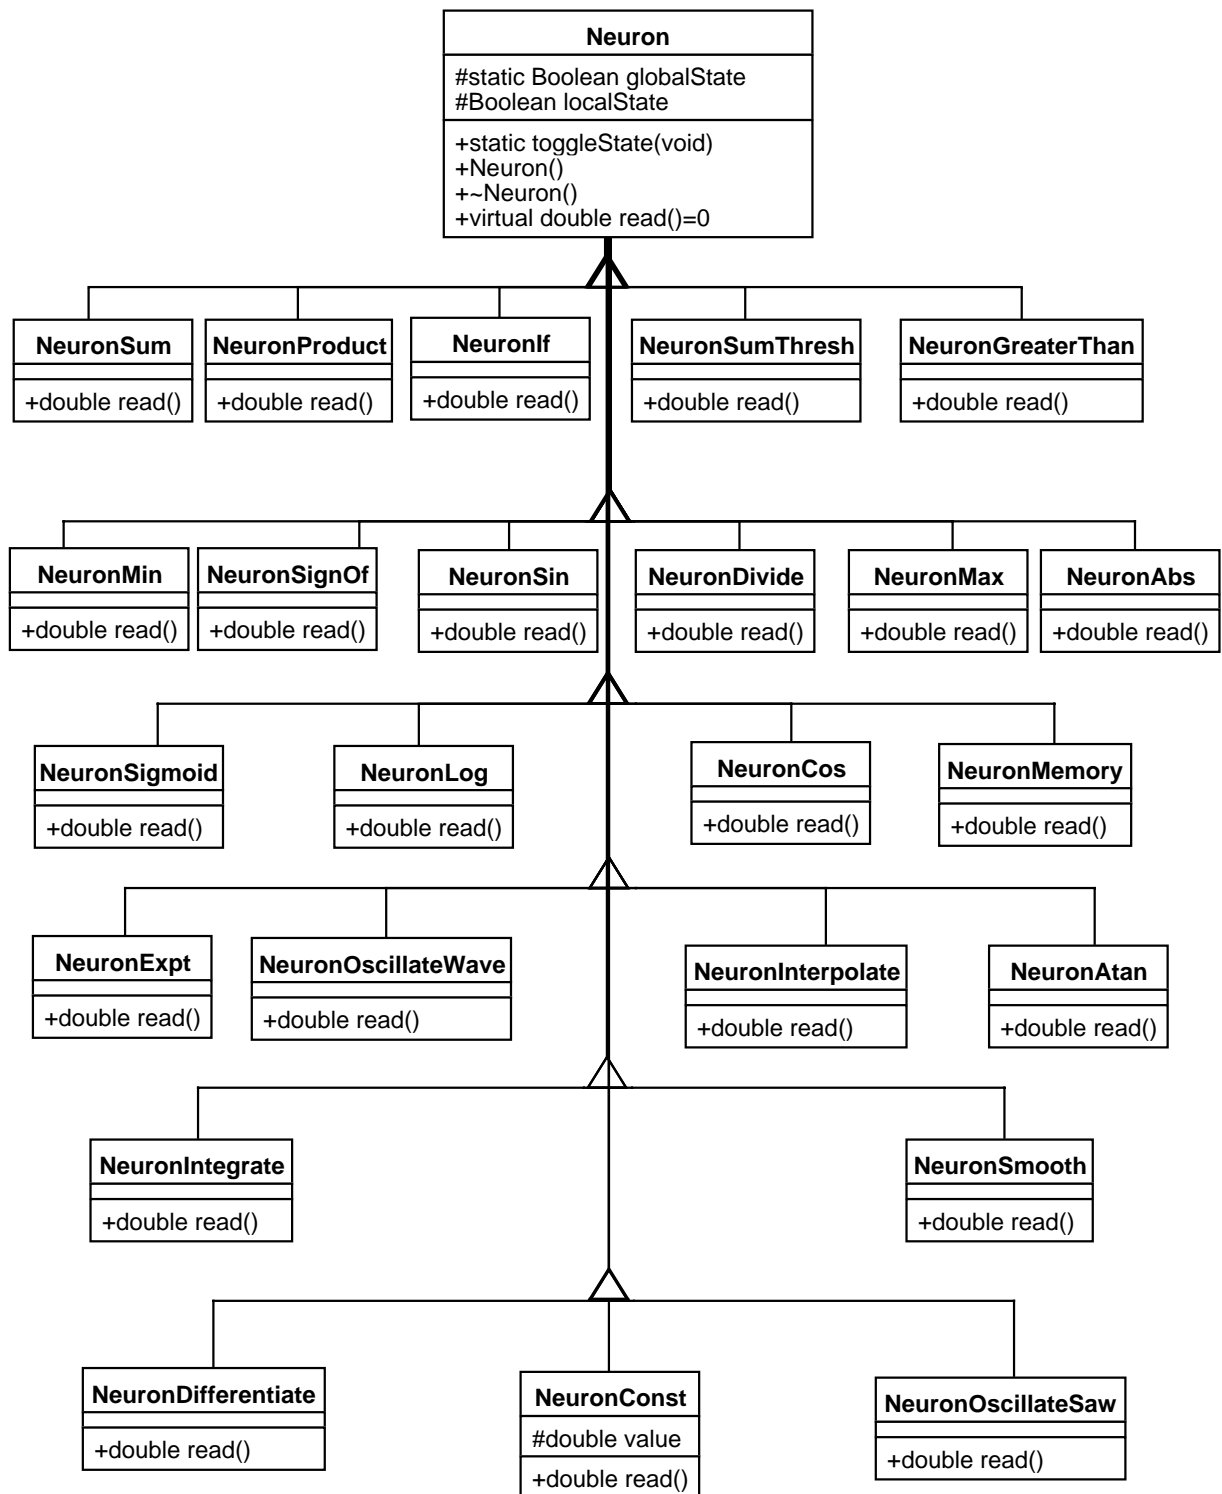 Neuron
#static Boolean globalState
#Boolean localState
+static toggleState(void)
+Neuron()
+~Neuron()
+virtual double read()=0
NeuronSum
+double read()
NeuronProduct
+double read()
NeuronIf
+double read()
NeuronSumThresh
+double read()
NeuronGreaterThan
+double read()
NeuronMin
+double read()
NeuronSignOf
+double read()
NeuronSin
+double read()
NeuronDivide
+double read()
NeuronMax
+double read()
NeuronAbs
+double read()
NeuronSigmoid
+double read()
NeuronLog
+double read()
NeuronCos
+double read()
NeuronMemory
+double read()
NeuronExpt
+double read()
NeuronOscillateWave
+double read()
NeuronInterpolate
+double read()
NeuronAtan
+double read()
NeuronIntegrate
+double read()
NeuronSmooth
+double read()
NeuronDifferentiate
+double read()
NeuronConst
#double value
+double read()
NeuronOscillateSaw
+double read()